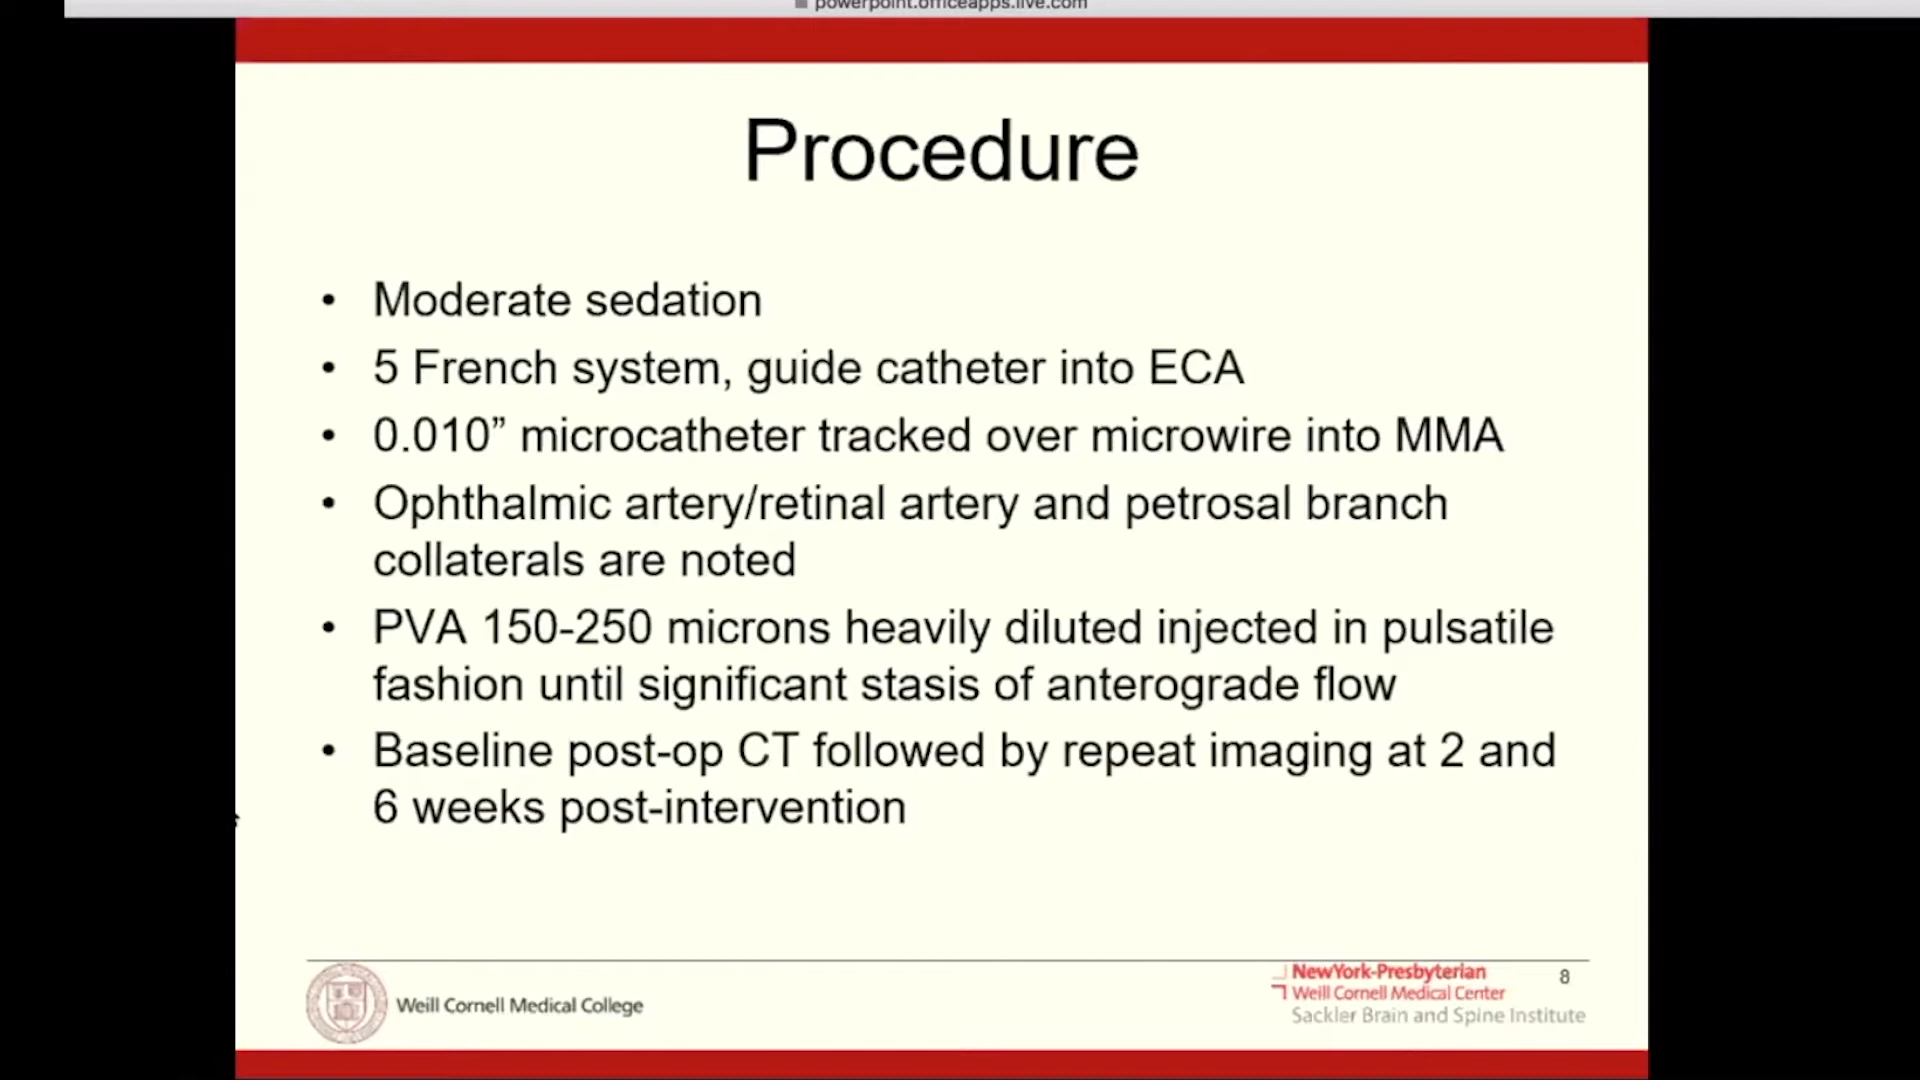 powerpoint.officeapps.live.com
Procedure
• Moderate sedation
• 5 French system, guide catheter into ECA
• 0.010” microcatheter tracked over microwire into MMA
• Ophthalmic artery/retinal artery and petrosal branch
collaterals are noted
• PVA 150-250 microns heavily diluted injected in pulsatile
fashion until significant stasis of anterograde flow
• Baseline post-op CT followed by repeat imaging at 2 and
6 weeks post-intervention
Weill Cornell Medical College
NewYork-Presbyterian
Weill Cornell Medical Center
Sackler Brain and Spine Institute
8